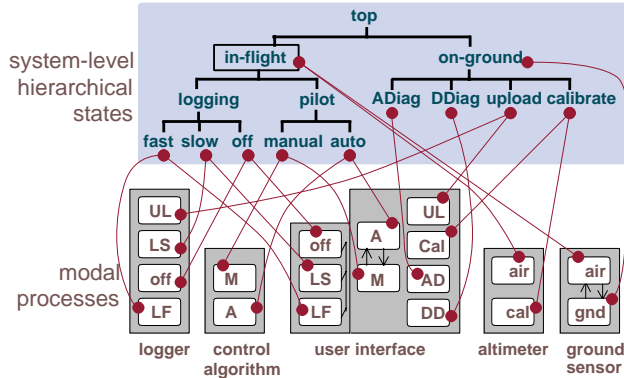 top
system-level
hierarchical
states
in-flight
on-ground
logging
pilot
ADiag
DDiag
upload
calibrate
fast
slow
off
manual
auto
modal
processes
UL
LS
off
LF
logger
M
A
control
algorithm
off
LS
LF
A
M
UL
Cal
AD
DD
user interface
air
cal
altimeter
air
gnd
ground
sensor